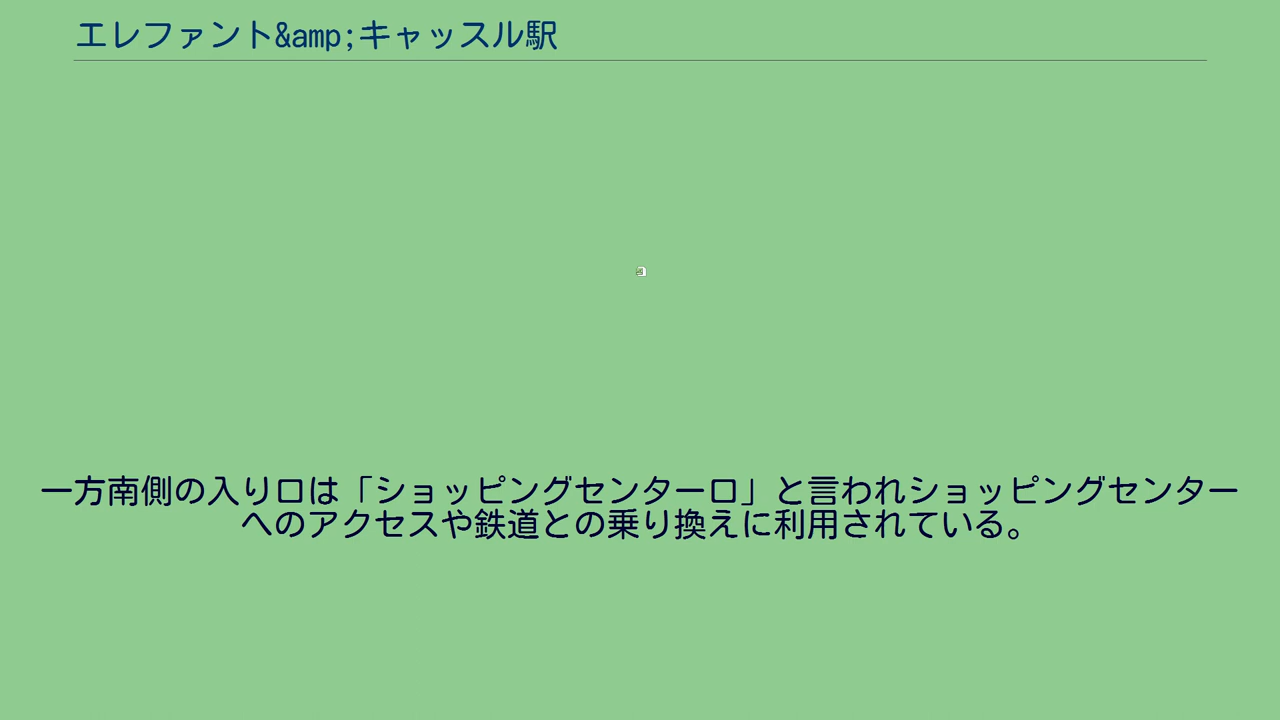 エレファント&amp;キャッスル駅
一方南側の入り口は「ショッピングセンター口」と言われショッピングセンター
へのアクセスや鉄道との乗り換えに利用されている。